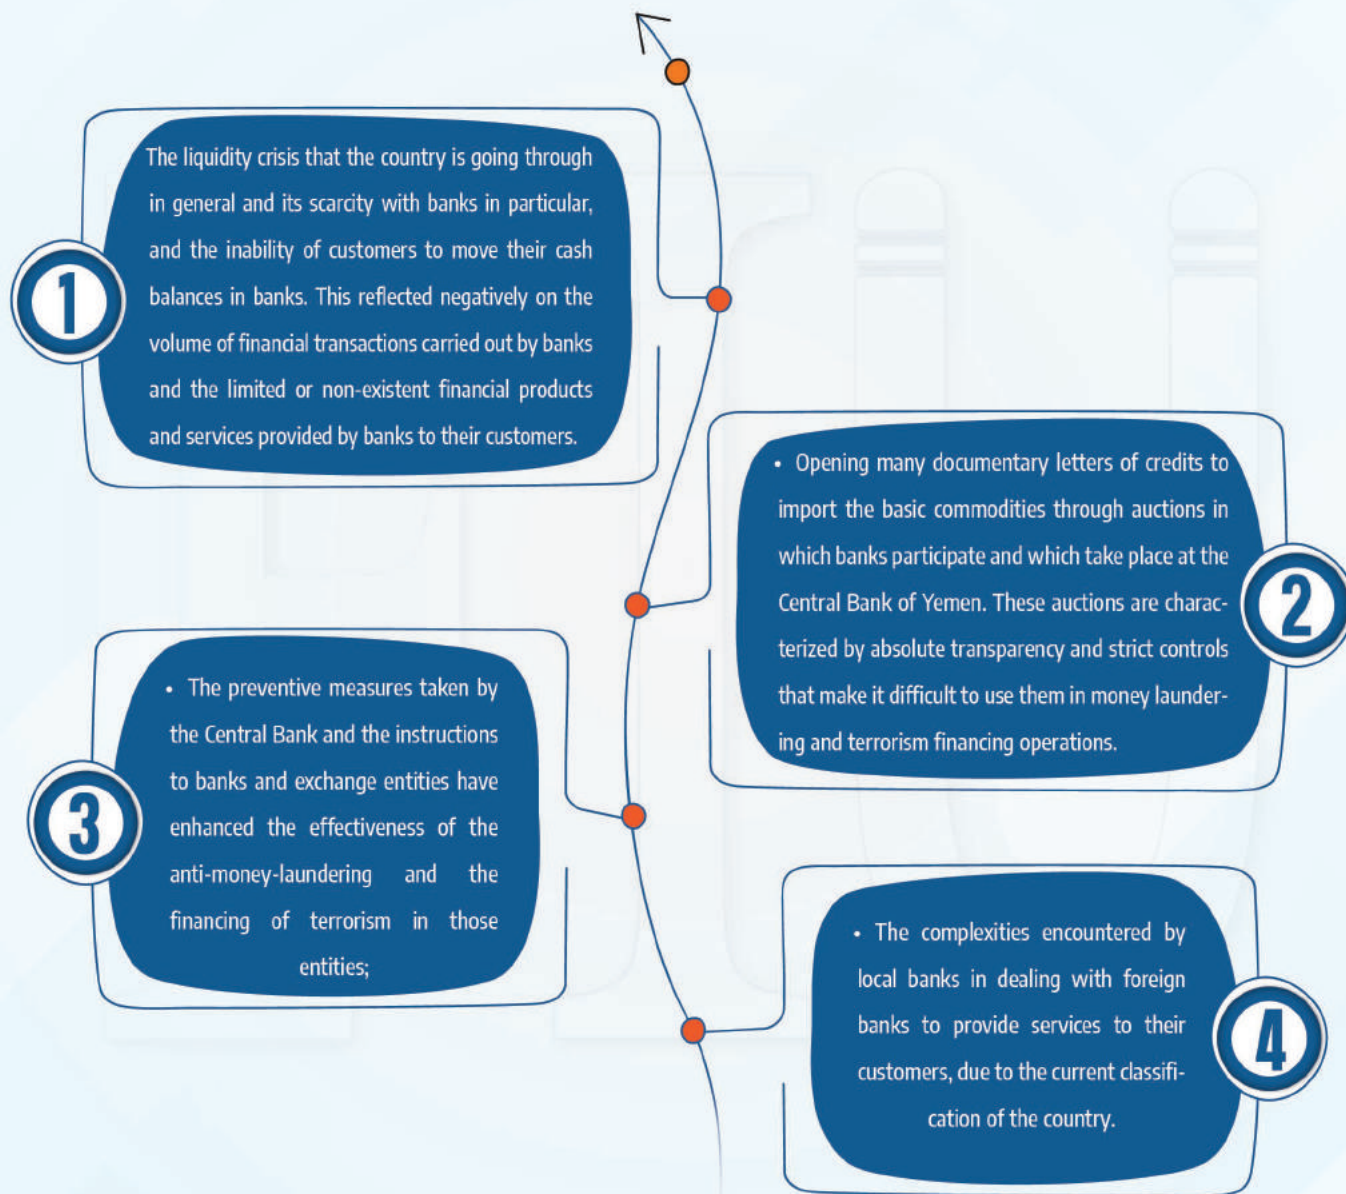 1
The liquidity crisis that the country is going through
in general and its scarcity with banks in particular,
and the inability of customers to move their cash
balances in banks. This reflected negatively on the
volume of financial transactions carried out by banks
and the limited or non-existent financial products
and services provided by banks to their customers.
2
• Opening many documentary letters of credits to
import the basic commodities through auctions in
which banks participate and which take place at the
Central Bank of Yemen. These auctions are charac-
terized by absolute transparency and strict controls
that make it difficult to use them in money launder-
ing and terrorism financing operations.
3
• The preventive measures taken by
the Central Bank and the instructions
to banks and exchange entities have
enhanced the effectiveness of the
anti-money-laundering and the
financing of terrorism in those
entities;
4
• The complexities encountered by
local banks in dealing with foreign
banks to provide services to their
customers, due to the current classifi-
cation of the country.